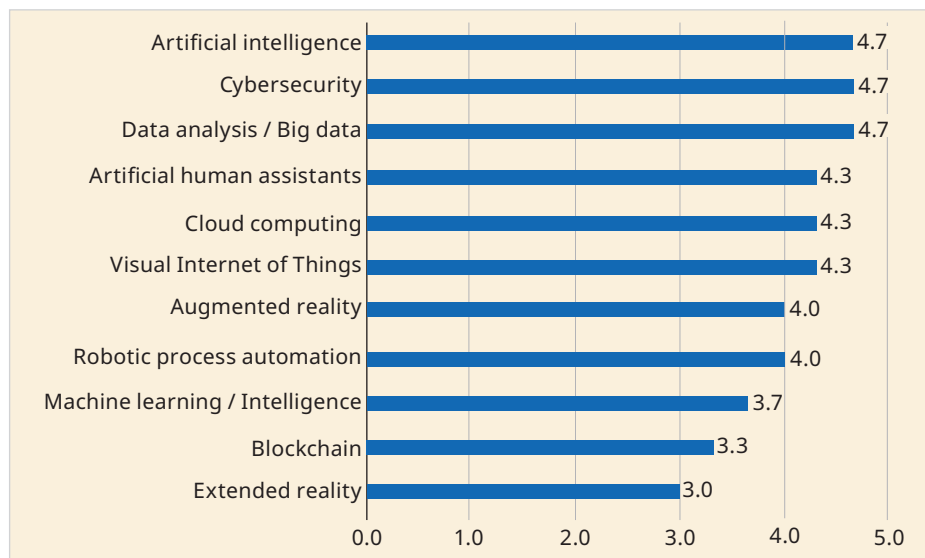 Artificial intelligence 4.7
Cybersecurity 4.7
Data analysis / Big data 4.7
Artificial human assistants 4.3
Cloud computing 4.3
Visual Internet of Things 4.3
Augmented reality 4.0
Robotic process automation 4.0
Machine learning / Intelligence 3.7
Blockchain 3.3
Extended reality 3.0
0.0 1.0 2.0 3.0 4.0 5.0